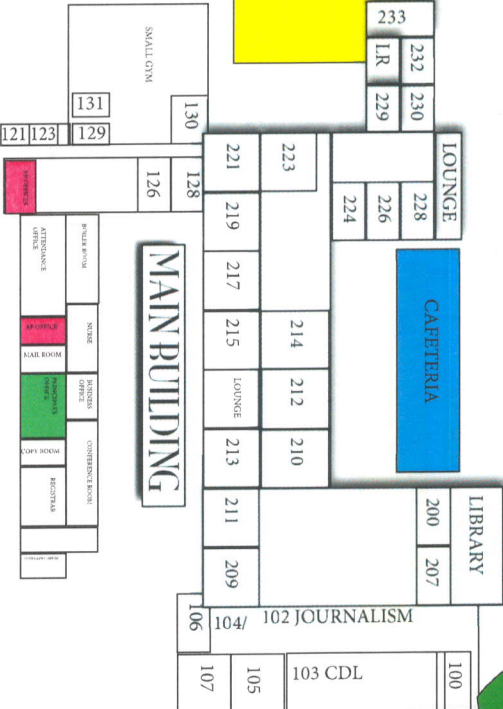 233
LR
232
229
230
SMALL GYM
131
130
121
123
129
LOUNGE
221
223
126
128
224
226
228
219
BOILER ROOM
ATTENDANCE
OFFICE
MAIN BUILDING
217
CAFETERIA
215
214
NURSE
MAIL ROOM
LOUNGE
212
BUSINESS
OFFICE
PRINCIPAL'S
OFFICE
213
210
CONFERENCE ROOM
COPY ROOM
REGISTRAR
211
200
LIBRARY
209
207
106
104/
102 JOURNALISM
107
105
103 CDL
100